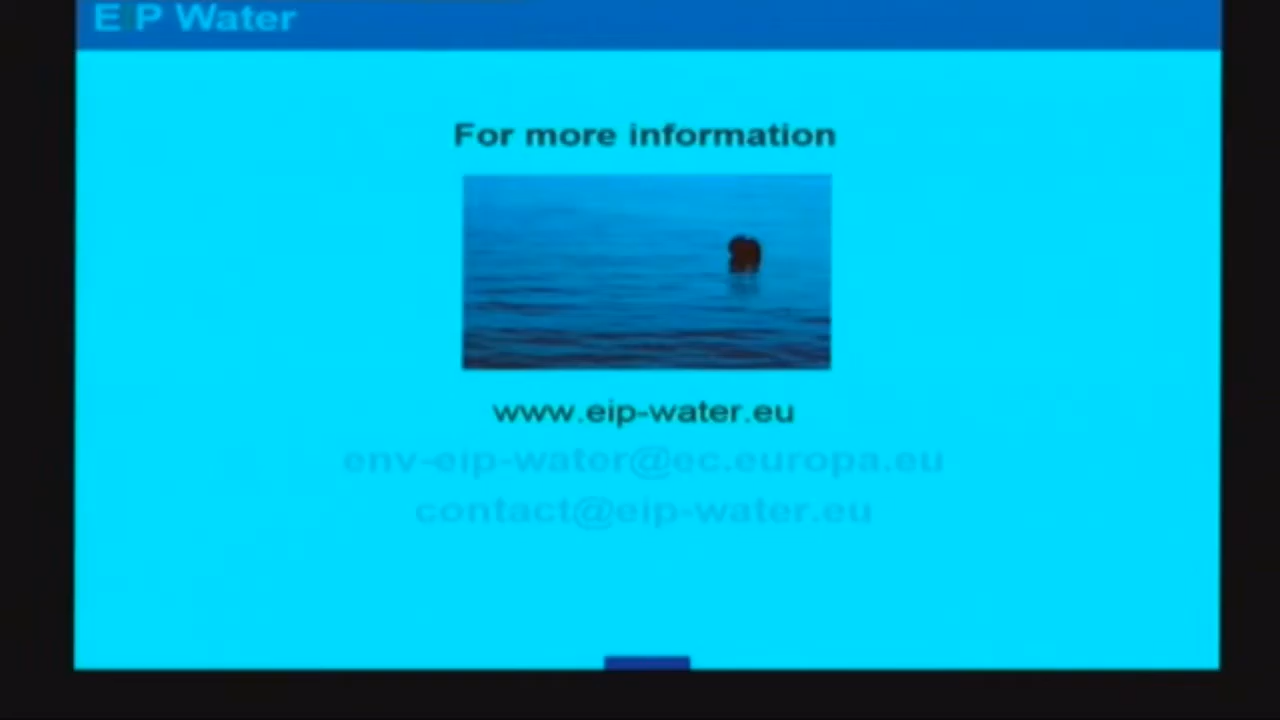 EIP Water
For more information
www.eip-water.eu
env-eip-water@ec.europa.eu
contact@eip-water.eu